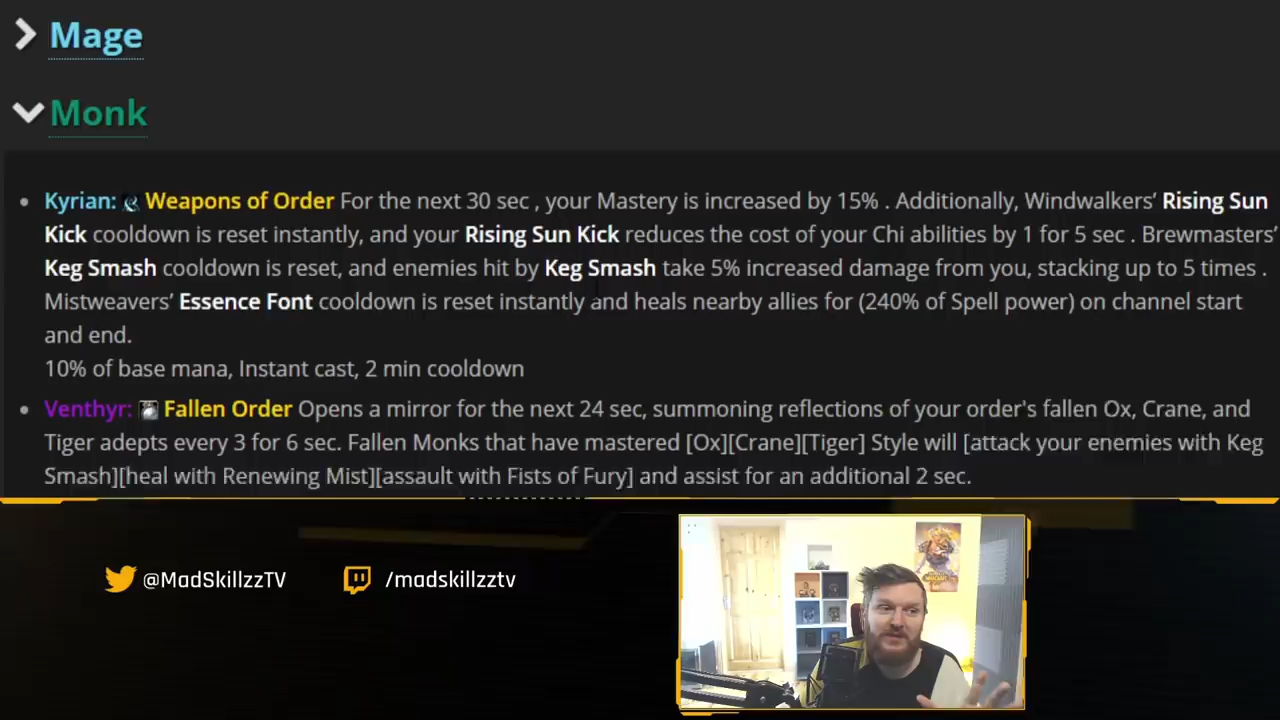 Mage
Monk
Kyrian: Weapons of Order For the next 30 sec , your Mastery is increased by 15% . Additionally, Windwalkers’ Rising Sun
Kick cooldown is reset instantly, and your Rising Sun Kick reduces the cost of your Chi abilities by 1 for 5 sec . Brewmasters’
Keg Smash cooldown is reset, and enemies hit by Keg Smash take 5% increased damage from you, stacking up to 5 times .
Mistweavers’ Essence Font cooldown is reset instantly and heals nearby allies for (240% of Spell power) on channel start
and end.
10% of base mana, Instant cast, 2 min cooldown
Venthyr: Fallen Order Opens a mirror for the next 24 sec, summoning reflections of your order's fallen Ox, Crane, and
Tiger adepts every 3 for 6 sec. Fallen Monks that have mastered [Ox][Crane][Tiger] Style will [attack your enemies with Keg
Smash][heal with Renewing Mist][assault with Fists of Fury] and assist for an additional 2 sec.
@MadSkillzzTV
/madskillzztv